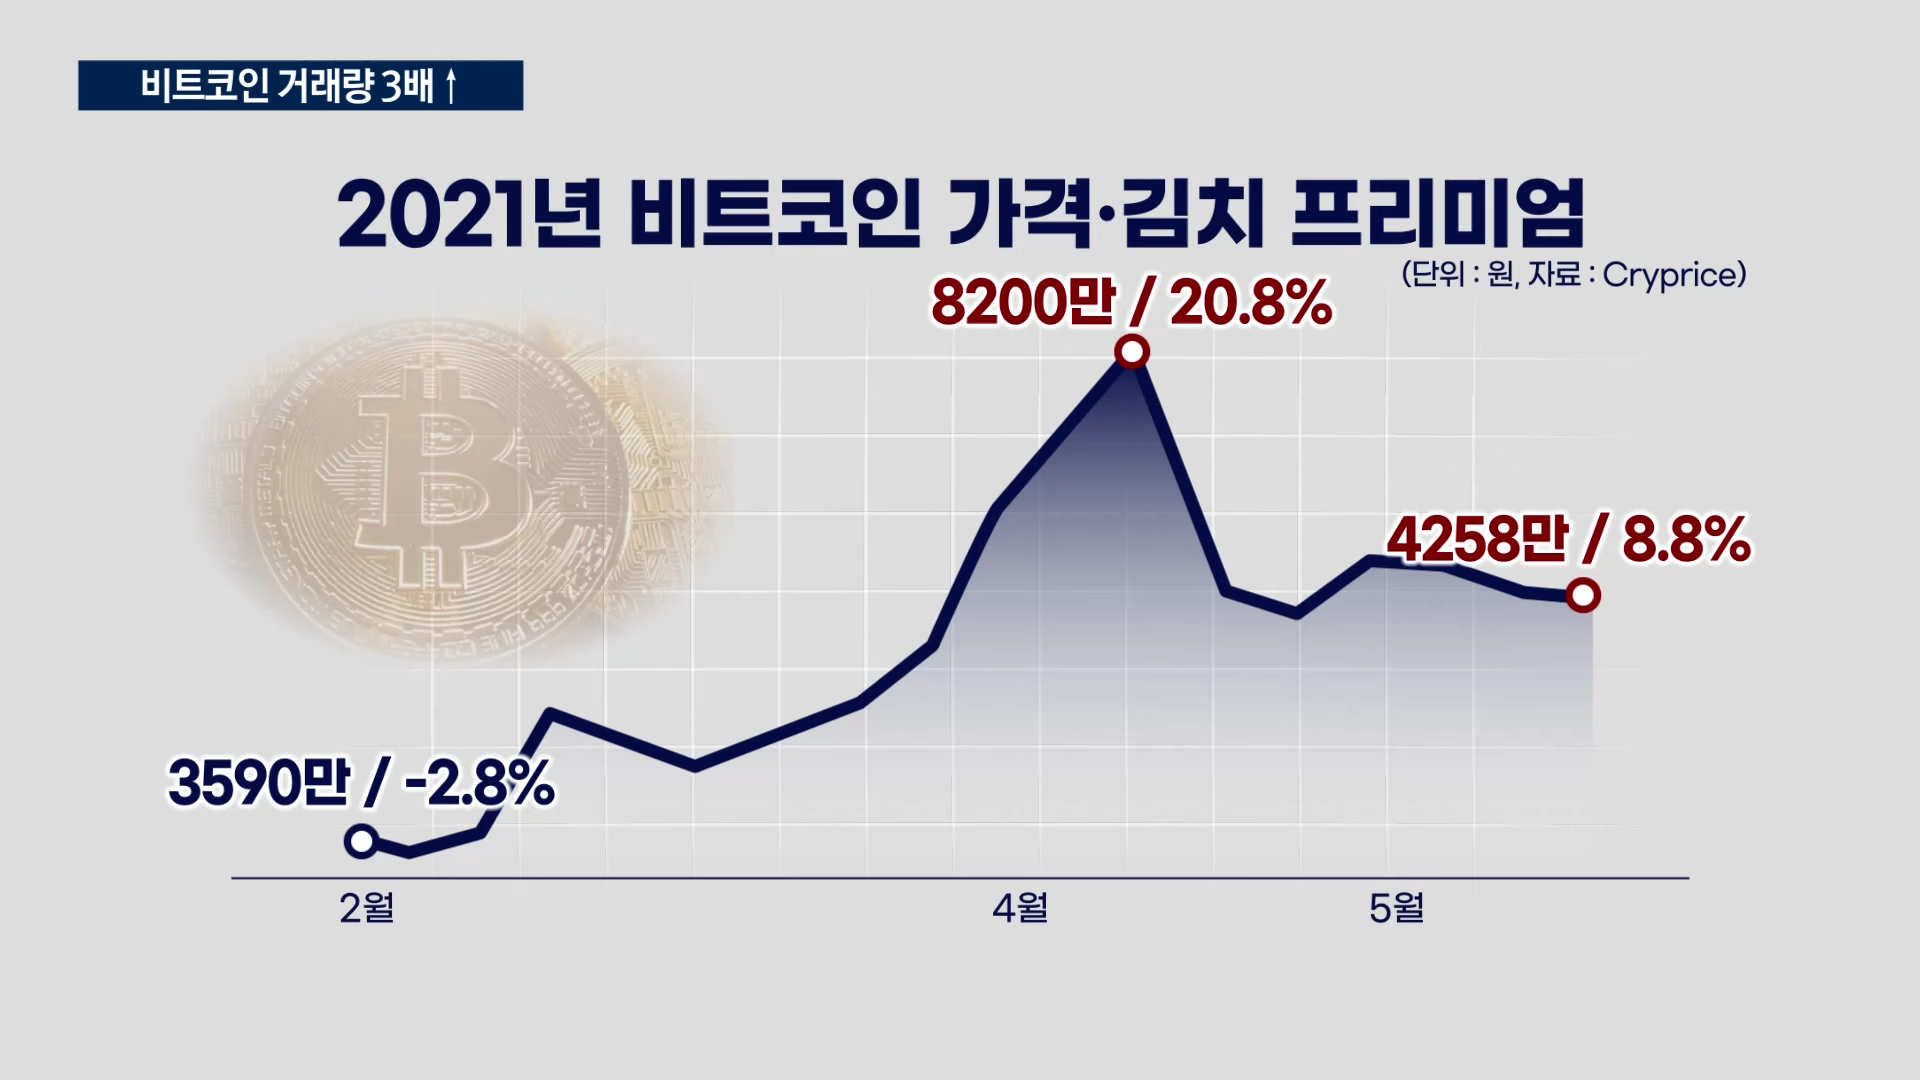 비트코인 거래량 3배↑
2021년 비트코인 가격·김치 프리미엄
(단위 : 원, 자료 : Cryprice)
8200만 / 20.8%
4258만 / 8.8%
3590만 / -2.8%
2월 4월 5월